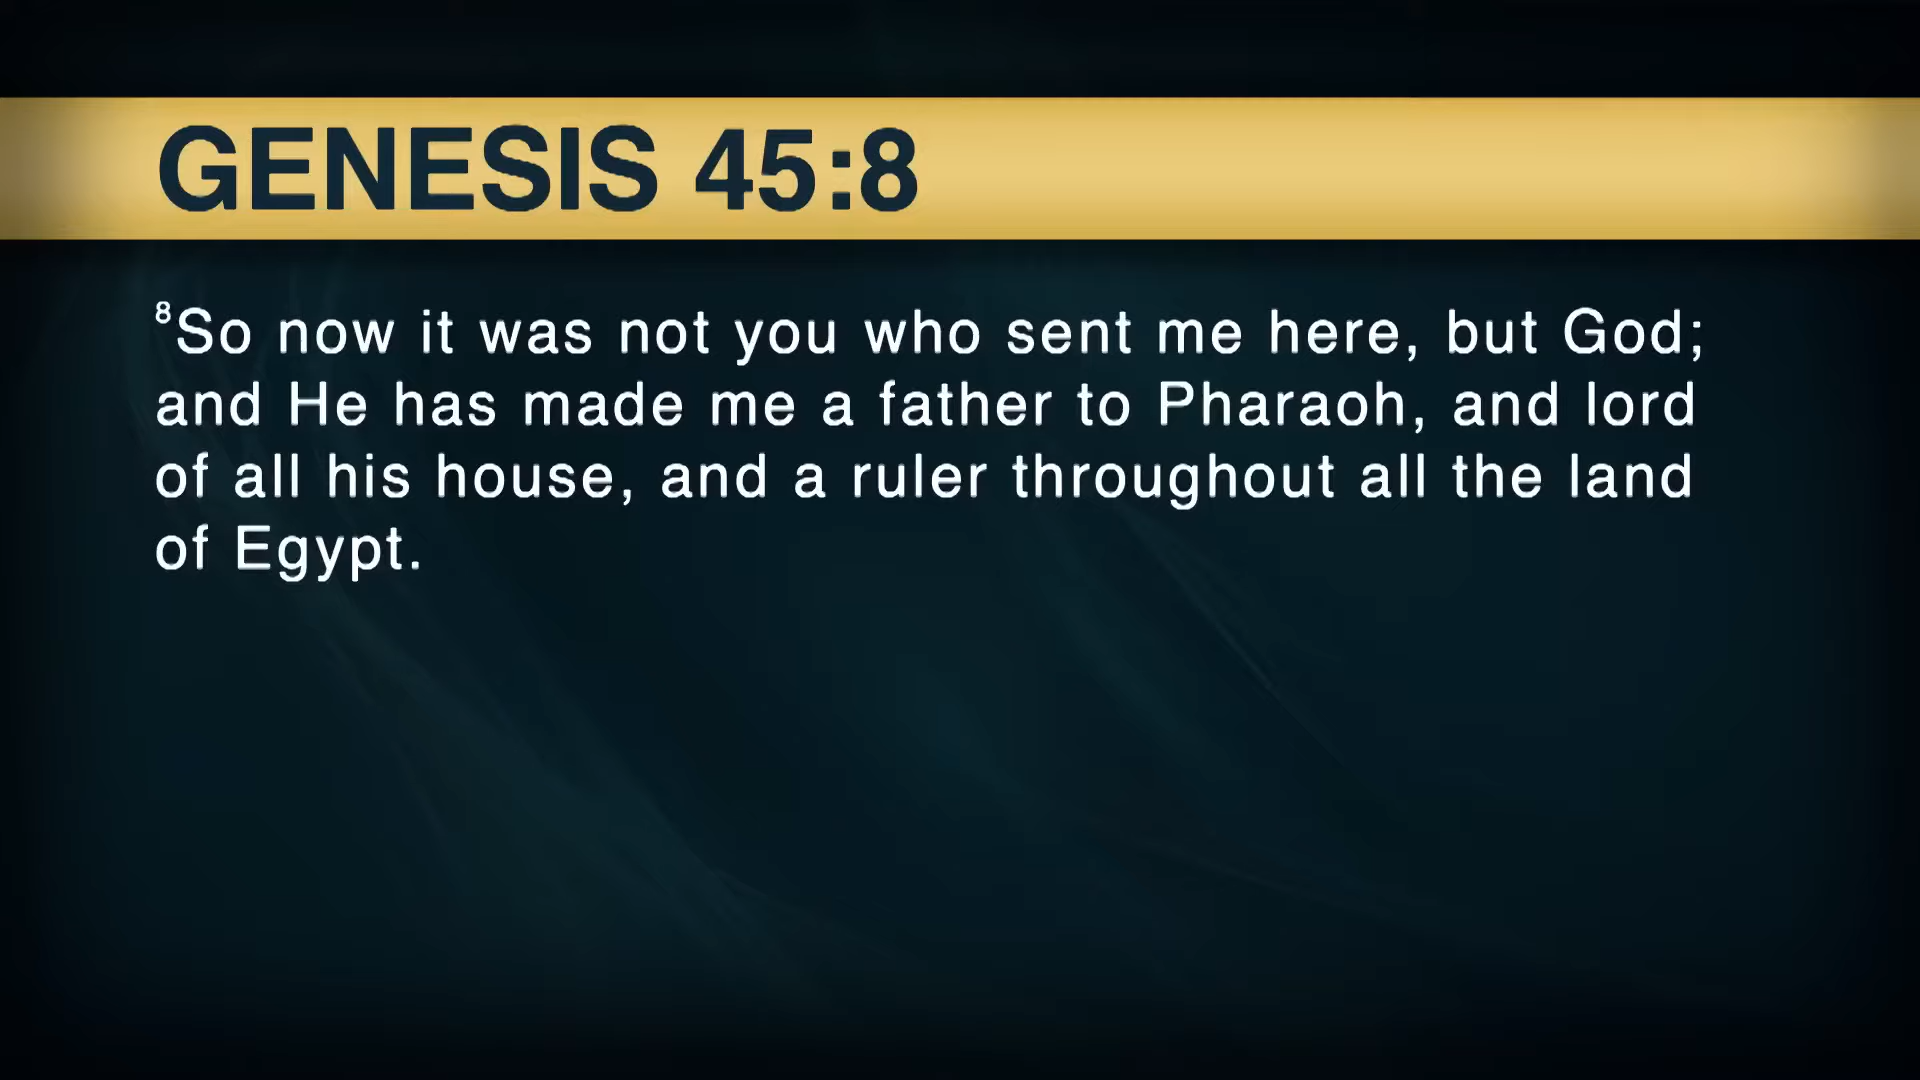 GENESIS 45:8
⁸So now it was not you who sent me here, but God;
and He has made me a father to Pharaoh, and lord
of all his house, and a ruler throughout all the land
of Egypt.